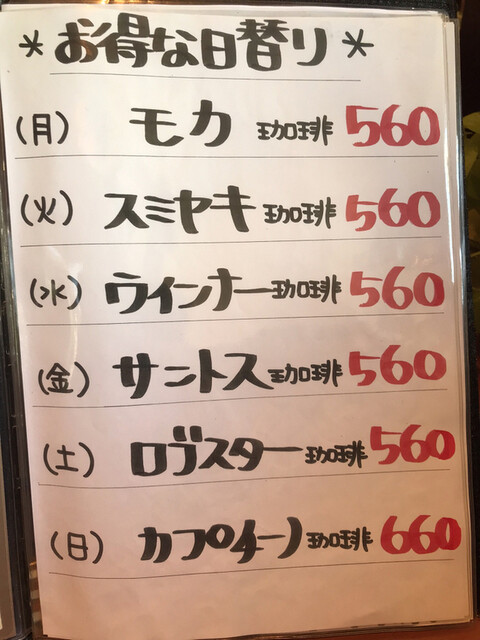 *お得な日替り*
(月) モカ 珈琲 560
(火) スミヤキ 珈琲 560
(水) ウインナー珈琲 560
(金) サントス珈琲 560
(土) ロブスター珈琲 560
(日) カプチーノ珈琲 660